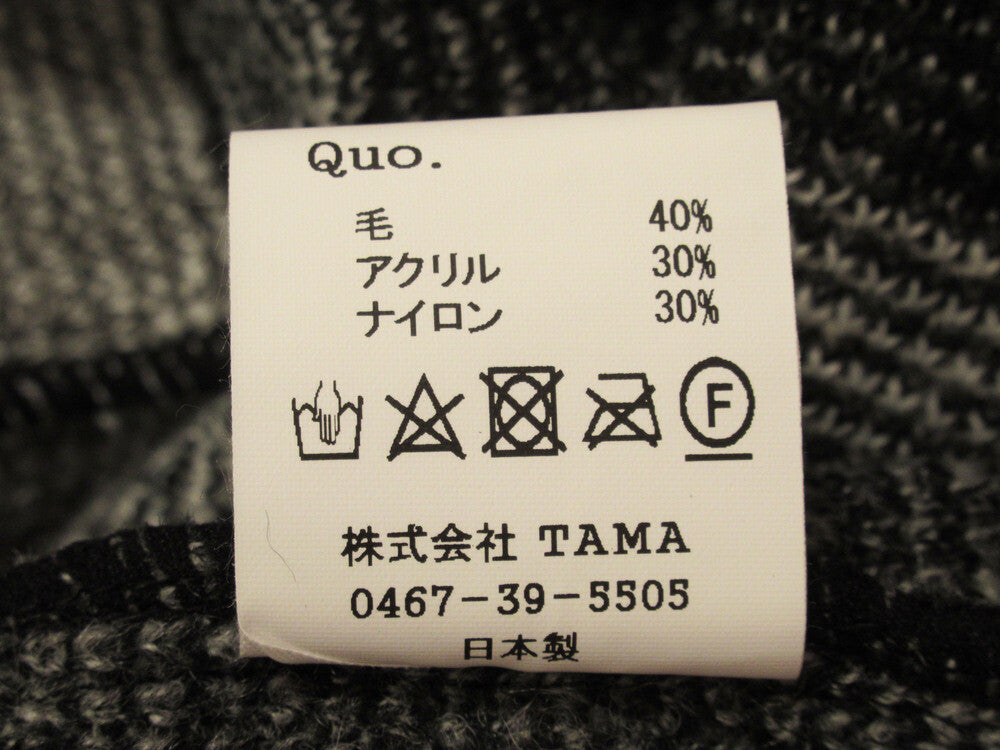 Quo.
毛 40%
アクリル 30%
ナイロン 30%
F
株式会社 TAMA
0467-39-5505
日本製